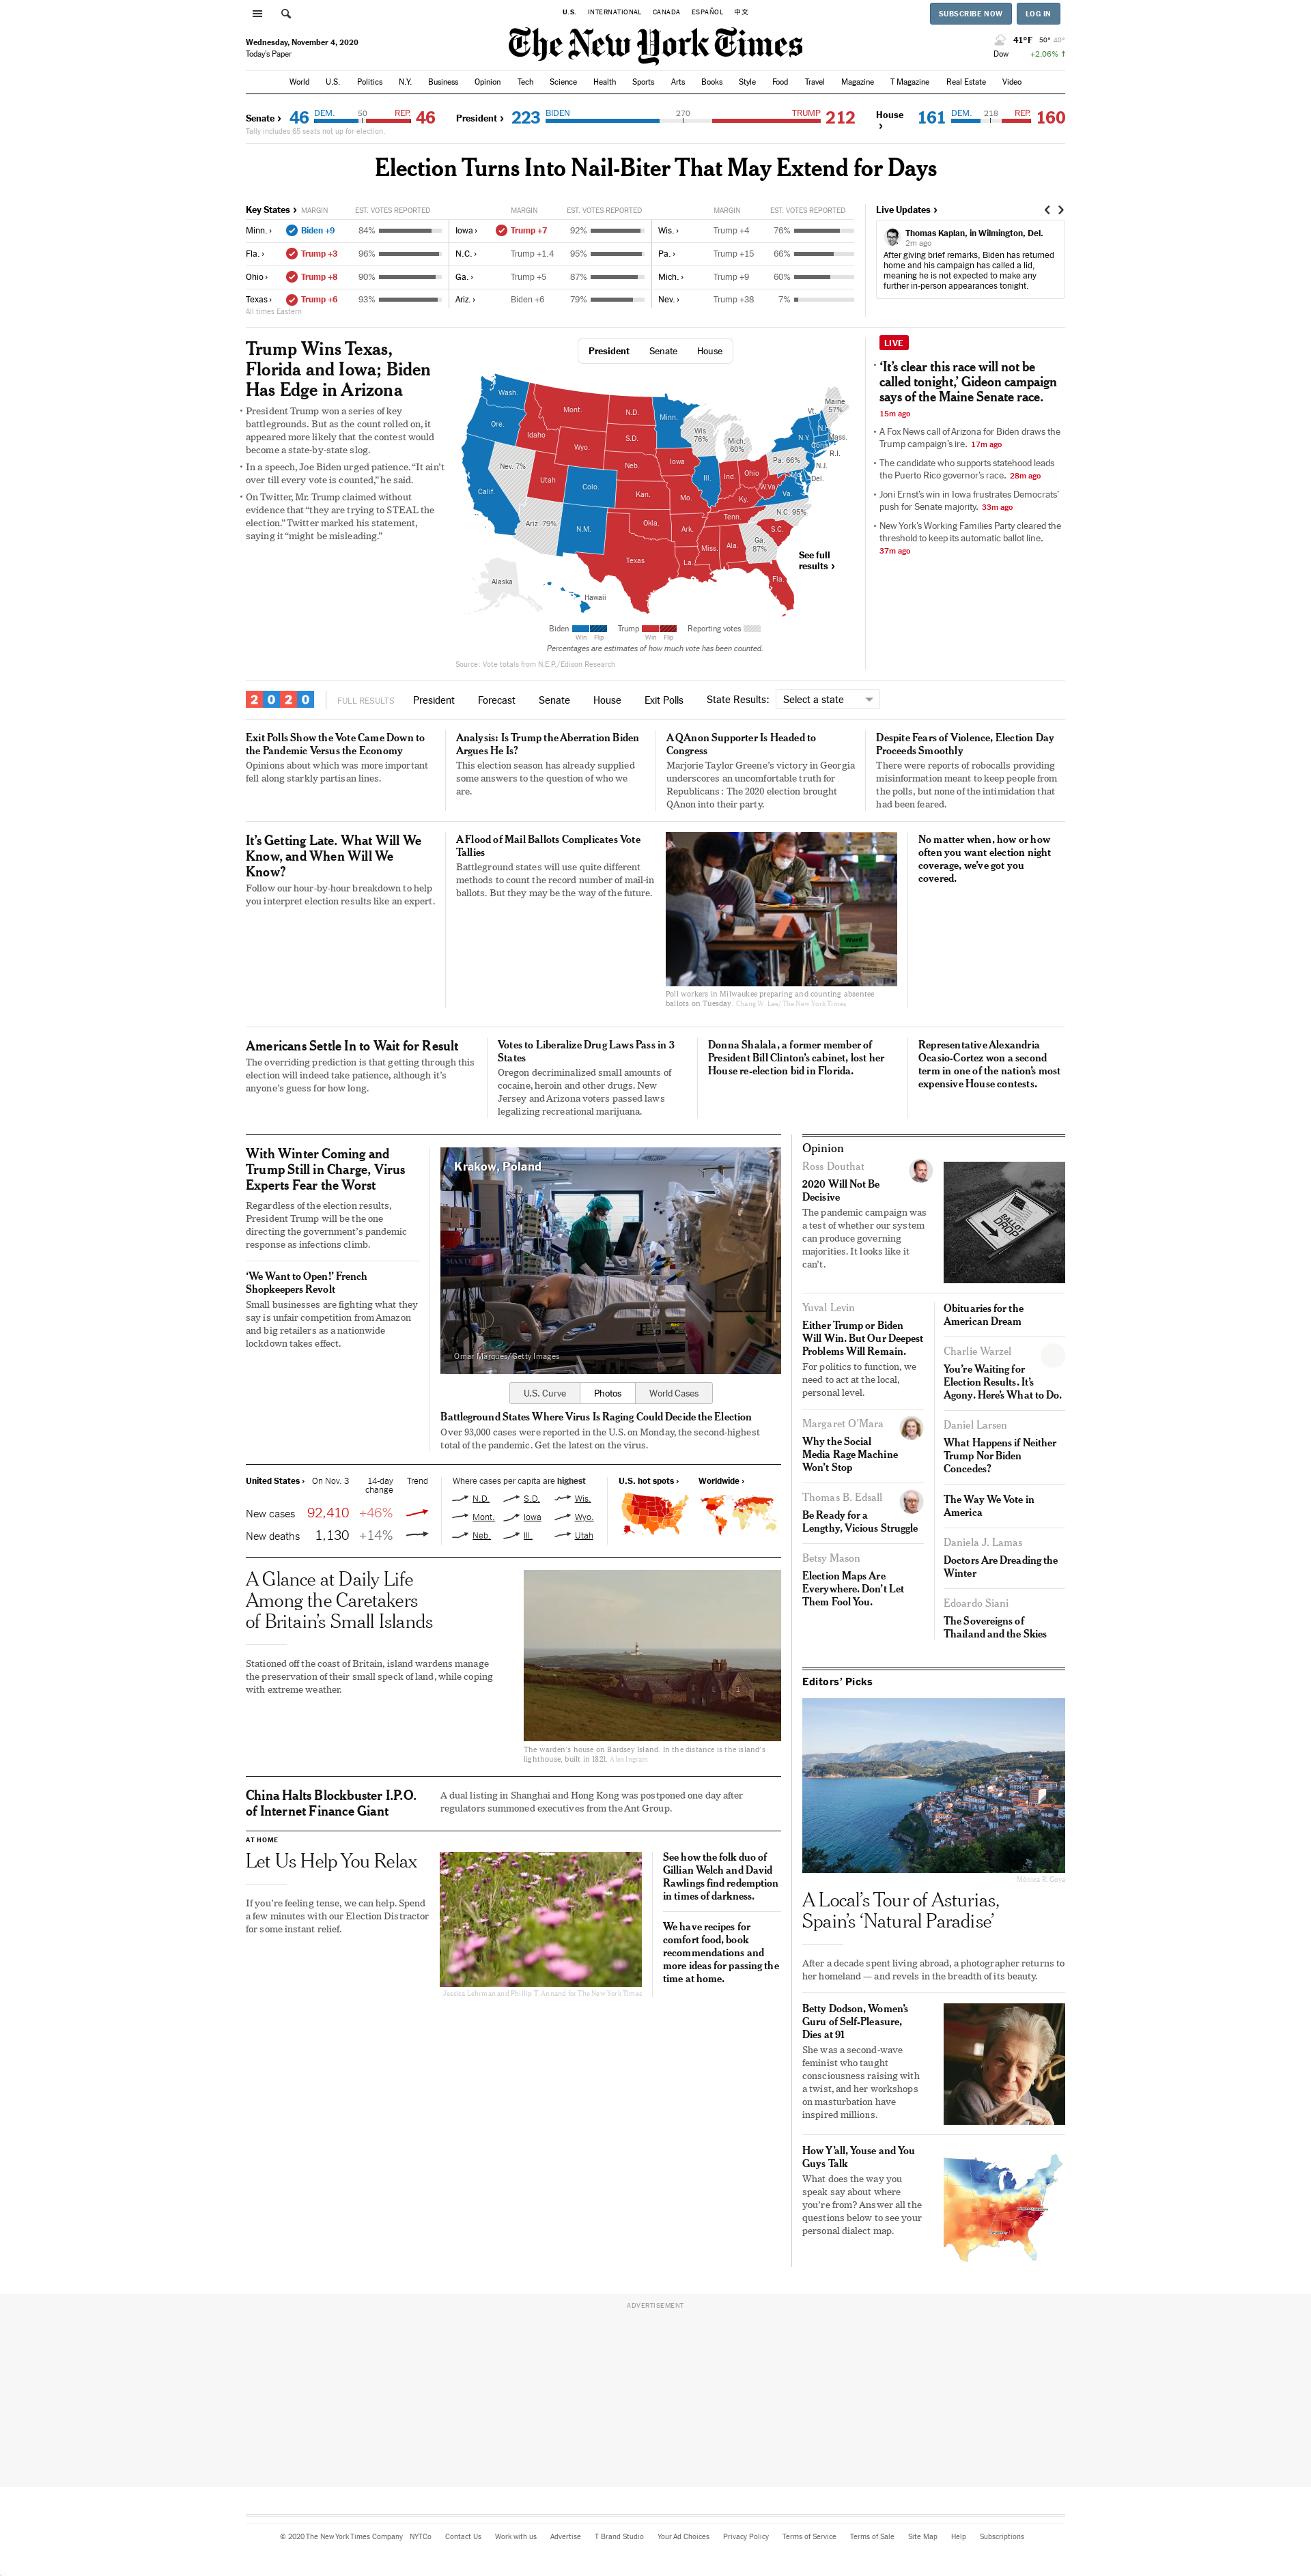 U.S. INTERNATIONAL CANADA ESPAÑOL 中文
SUBSCRIBE NOW LOG IN
Wednesday, November 4, 2020
Today's Paper
The New York Times
41°F 50° 40°
Dow +2.06% ↑
World U.S. Politics N.Y. Business Opinion Tech Science Health Sports Arts Books Style Food Travel Magazine T Magazine Real Estate Video
Senate › 46 DEM. 50 REP. 46
Tally includes 65 seats not up for election.
President › 223 BIDEN 270 TRUMP 212
House › 161 DEM. 218 REP. 160
Election Turns Into Nail-Biter That May Extend for Days
Key States › MARGIN EST. VOTES REPORTED MARGIN EST. VOTES REPORTED MARGIN EST. VOTES REPORTED
Minn. › Biden +9 84% Iowa › Trump +7 92% Wis. › Trump +4 76%
Fla. › Trump +3 96% N.C. › Trump +1.4 95% Pa. › Trump +15 66%
Ohio › Trump +8 90% Ga. › Trump +5 87% Mich. › Trump +9 60%
Texas › Trump +6 93% Ariz. › Biden +6 79% Nev. › Trump +38 7%
All times Eastern
Live Updates ›
Thomas Kaplan, in Wilmington, Del.
2m ago
After giving brief remarks, Biden has returned
home and his campaign has called a lid,
meaning he is not expected to make any
further in-person appearances tonight.
Trump Wins Texas,
Florida and Iowa; Biden
Has Edge in Arizona
President Trump won a series of key
battlegrounds. But as the count rolled on, it
appeared more likely that the contest would
become a state-by-state slog.
In a speech, Joe Biden urged patience. “It ain’t
over till every vote is counted,” he said.
On Twitter, Mr. Trump claimed without
evidence that “they are trying to STEAL the
election.” Twitter marked his statement,
saying it “might be misleading.”
President Senate House
Wash.
Ore.
Calif.
Nev. 7%
Idaho
Mont.
Wyo.
Utah
Colo.
Ariz. 79%
N.M.
N.D.
S.D.
Neb.
Kan.
Okla.
Texas
Minn.
Iowa
Mo.
Ark.
La.
Wis.
76%
Ill.
Mich.
60%
Ind.
Ohio
Ky.
Tenn.
Miss.
Ala.
Ga.
87%
Fla.
S.C.
N.C. 95%
Va.
W.Va.
Pa. 66%
N.Y.
Vt.
Maine
57%
Mass.
R.I.
Conn.
N.J.
Del.
Alaska
Hawaii
See full
results ›
Biden Win Flip Trump Win Flip Reporting votes
Percentages are estimates of how much vote has been counted.
Source: Vote totals from N.E.P./Edison Research
LIVE
‘It’s clear this race will not be
called tonight,’ Gideon campaign
says of the Maine Senate race.
15m ago
A Fox News call of Arizona for Biden draws the
Trump campaign’s ire. 17m ago
The candidate who supports statehood leads
the Puerto Rico governor’s race. 28m ago
Joni Ernst’s win in Iowa frustrates Democrats’
push for Senate majority. 33m ago
New York’s Working Families Party cleared the
threshold to keep its automatic ballot line.
37m ago
2020 FULL RESULTS President Forecast Senate House Exit Polls State Results: Select a state
Exit Polls Show the Vote Came Down to
the Pandemic Versus the Economy
Opinions about which was more important
fell along starkly partisan lines.
Analysis: Is Trump the Aberration Biden
Argues He Is?
This election season has already supplied
some answers to the question of who we
are.
A QAnon Supporter Is Headed to
Congress
Marjorie Taylor Greene’s victory in Georgia
underscores an uncomfortable truth for
Republicans: The 2020 election brought
QAnon into their party.
Despite Fears of Violence, Election Day
Proceeds Smoothly
There were reports of robocalls providing
misinformation meant to keep people from
the polls, but none of the intimidation that
had been feared.
It’s Getting Late. What Will We
Know, and When Will We
Know?
Follow our hour-by-hour breakdown to help
you interpret election results like an expert.
A Flood of Mail Ballots Complicates Vote
Tallies
Battleground states will use quite different
methods to count the record number of mail-in
ballots. But they may be the way of the future.
Ward
Poll workers in Milwaukee preparing and counting absentee
ballots on Tuesday. Chang W. Lee/The New York Times
No matter when, how or how
often you want election night
coverage, we’ve got you
covered.
Americans Settle In to Wait for Result
The overriding prediction is that getting through this
election will indeed take patience, although it’s
anyone’s guess for how long.
Votes to Liberalize Drug Laws Pass in 3
States
Oregon decriminalized small amounts of
cocaine, heroin and other drugs. New
Jersey and Arizona voters passed laws
legalizing recreational marijuana.
Donna Shalala, a former member of
President Bill Clinton’s cabinet, lost her
House re-election bid in Florida.
Representative Alexandria
Ocasio-Cortez won a second
term in one of the nation’s most
expensive House contests.
With Winter Coming and
Trump Still in Charge, Virus
Experts Fear the Worst
Regardless of the election results,
President Trump will be the one
directing the government’s pandemic
response as infections climb.
‘We Want to Open!’ French
Shopkeepers Revolt
Small businesses are fighting what they
say is unfair competition from Amazon
and big retailers as a nationwide
lockdown takes effect.
Krakow, Poland
Omar Marques/Getty Images
U.S. Curve Photos World Cases
Battleground States Where Virus Is Raging Could Decide the Election
Over 93,000 cases were reported in the U.S. on Monday, the second-highest
total of the pandemic. Get the latest on the virus.
United States › On Nov. 3 14-day change Trend
New cases 92,410 +46%
New deaths 1,130 +14%
Where cases per capita are highest
N.D. S.D. Wis.
Mont. Iowa Wyo.
Neb. Ill. Utah
U.S. hot spots › Worldwide ›
A Glance at Daily Life
Among the Caretakers
of Britain’s Small Islands
Stationed off the coast of Britain, island wardens manage
the preservation of their small speck of land, while coping
with extreme weather.
The warden’s house on Bardsey Island. In the distance is the island’s
lighthouse, built in 1821. Alex Ingram
China Halts Blockbuster I.P.O.
of Internet Finance Giant
A dual listing in Shanghai and Hong Kong was postponed one day after
regulators summoned executives from the Ant Group.
AT HOME
Let Us Help You Relax
If you’re feeling tense, we can help. Spend
a few minutes with our Election Distractor
for some instant relief.
Jessica Lehrman and Phillip T. Annand for The New York Times
See how the folk duo of
Gillian Welch and David
Rawlings find redemption
in times of darkness.
We have recipes for
comfort food, book
recommendations and
more ideas for passing the
time at home.
Opinion
Ross Douthat
2020 Will Not Be
Decisive
The pandemic campaign was
a test of whether our system
can produce governing
majorities. It looks like it
can’t.
BALLOT
DROP
Yuval Levin
Either Trump or Biden
Will Win. But Our Deepest
Problems Will Remain.
For politics to function, we
need to act at the local,
personal level.
Margaret O’Mara
Why the Social
Media Rage Machine
Won’t Stop
Thomas B. Edsall
Be Ready for a
Lengthy, Vicious Struggle
Betsy Mason
Election Maps Are
Everywhere. Don’t Let
Them Fool You.
Obituaries for the
American Dream
Charlie Warzel
You’re Waiting for
Election Results. It’s
Agony. Here’s What to Do.
Daniel Larsen
What Happens if Neither
Trump Nor Biden
Concedes?
The Way We Vote in
America
Daniela J. Lamas
Doctors Are Dreading the
Winter
Edoardo Siani
The Sovereigns of
Thailand and the Skies
Editors’ Picks
Mónica R. Goya
A Local’s Tour of Asturias,
Spain’s ‘Natural Paradise’
After a decade spent living abroad, a photographer returns to
her homeland — and revels in the breadth of its beauty.
Betty Dodson, Women’s
Guru of Self-Pleasure,
Dies at 91
She was a second-wave
feminist who taught
consciousness raising with
a twist, and her workshops
on masturbation have
inspired millions.
How Y’all, Youse and You
Guys Talk
What does the way you
speak say about where
you’re from? Answer all the
questions below to see your
personal dialect map.
ADVERTISEMENT
© 2020 The New York Times Company NYTCo Contact Us Work with us Advertise T Brand Studio Your Ad Choices Privacy Policy Terms of Service Terms of Sale Site Map Help Subscriptions